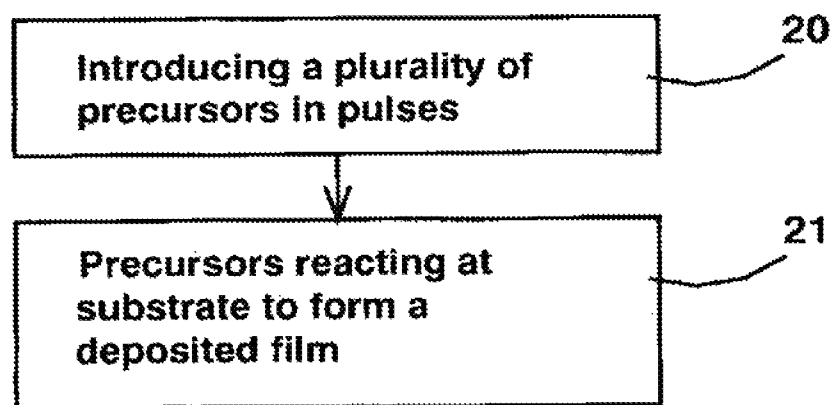 20
Introducing a plurality of
precursors in pulses
21
Precursors reacting at
substrate to form a
deposited film